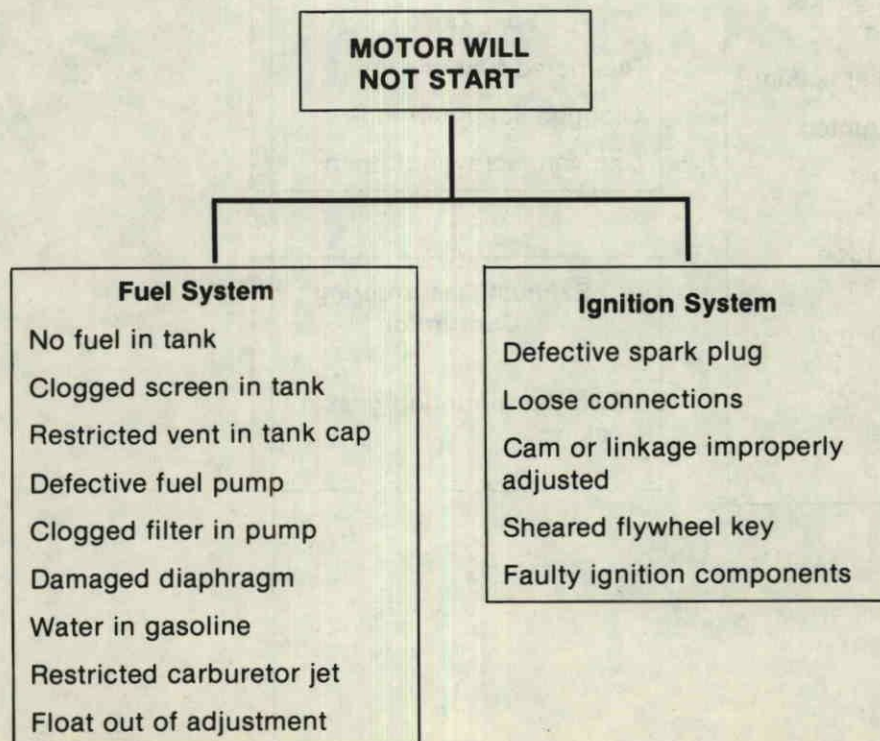 MOTOR WILL
NOT START
Fuel System
No fuel in tank
Clogged screen in tank
Restricted vent in tank cap
Defective fuel pump
Clogged filter in pump
Damaged diaphragm
Water in gasoline
Restricted carburetor jet
Float out of adjustment
Ignition System
Defective spark plug
Loose connections
Cam or linkage improperly
adjusted
Sheared flywheel key
Faulty ignition components